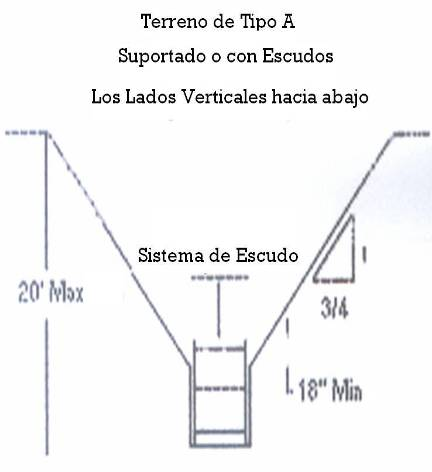 Terreno de Tipo A
Suportado o con Escudos
Los Lados Verticales hacia abajo
Sistema de Escudo
1
3/4
20' Max
18" Min